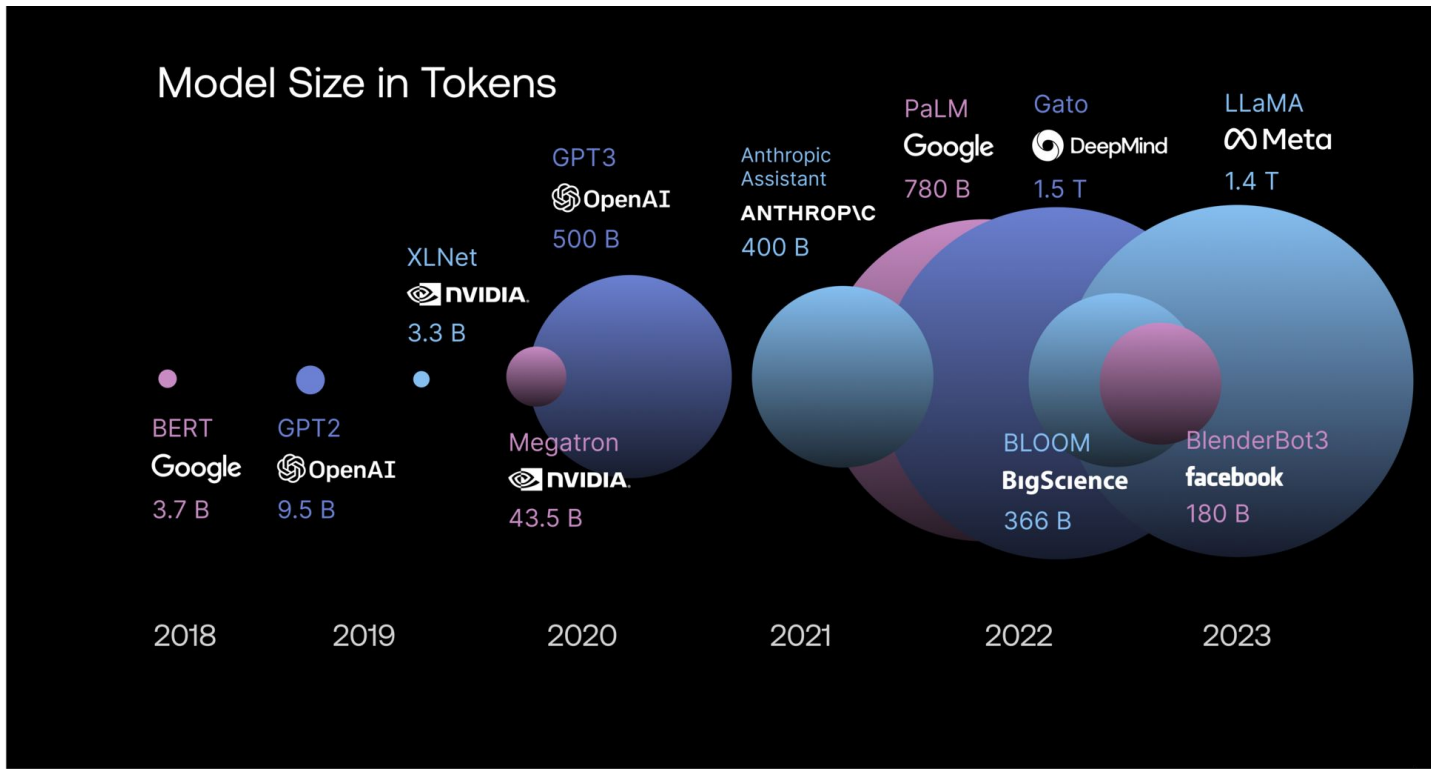 Model Size in Tokens
BERT
Google
3.7 B
GPT2
OpenAI
9.5 B
XLNet
NVIDIA.
3.3 B
Megatron
NVIDIA.
43.5 B
GPT3
OpenAI
500 B
Anthropic
Assistant
ANTHROP\C
400 B
PaLM
Google
780 B
Gato
DeepMind
1.5 T
BLOOM
BigScience
366 B
BlenderBot3
facebook
180 B
LLaMA
Meta
1.4 T
2018
2019
2020
2021
2022
2023